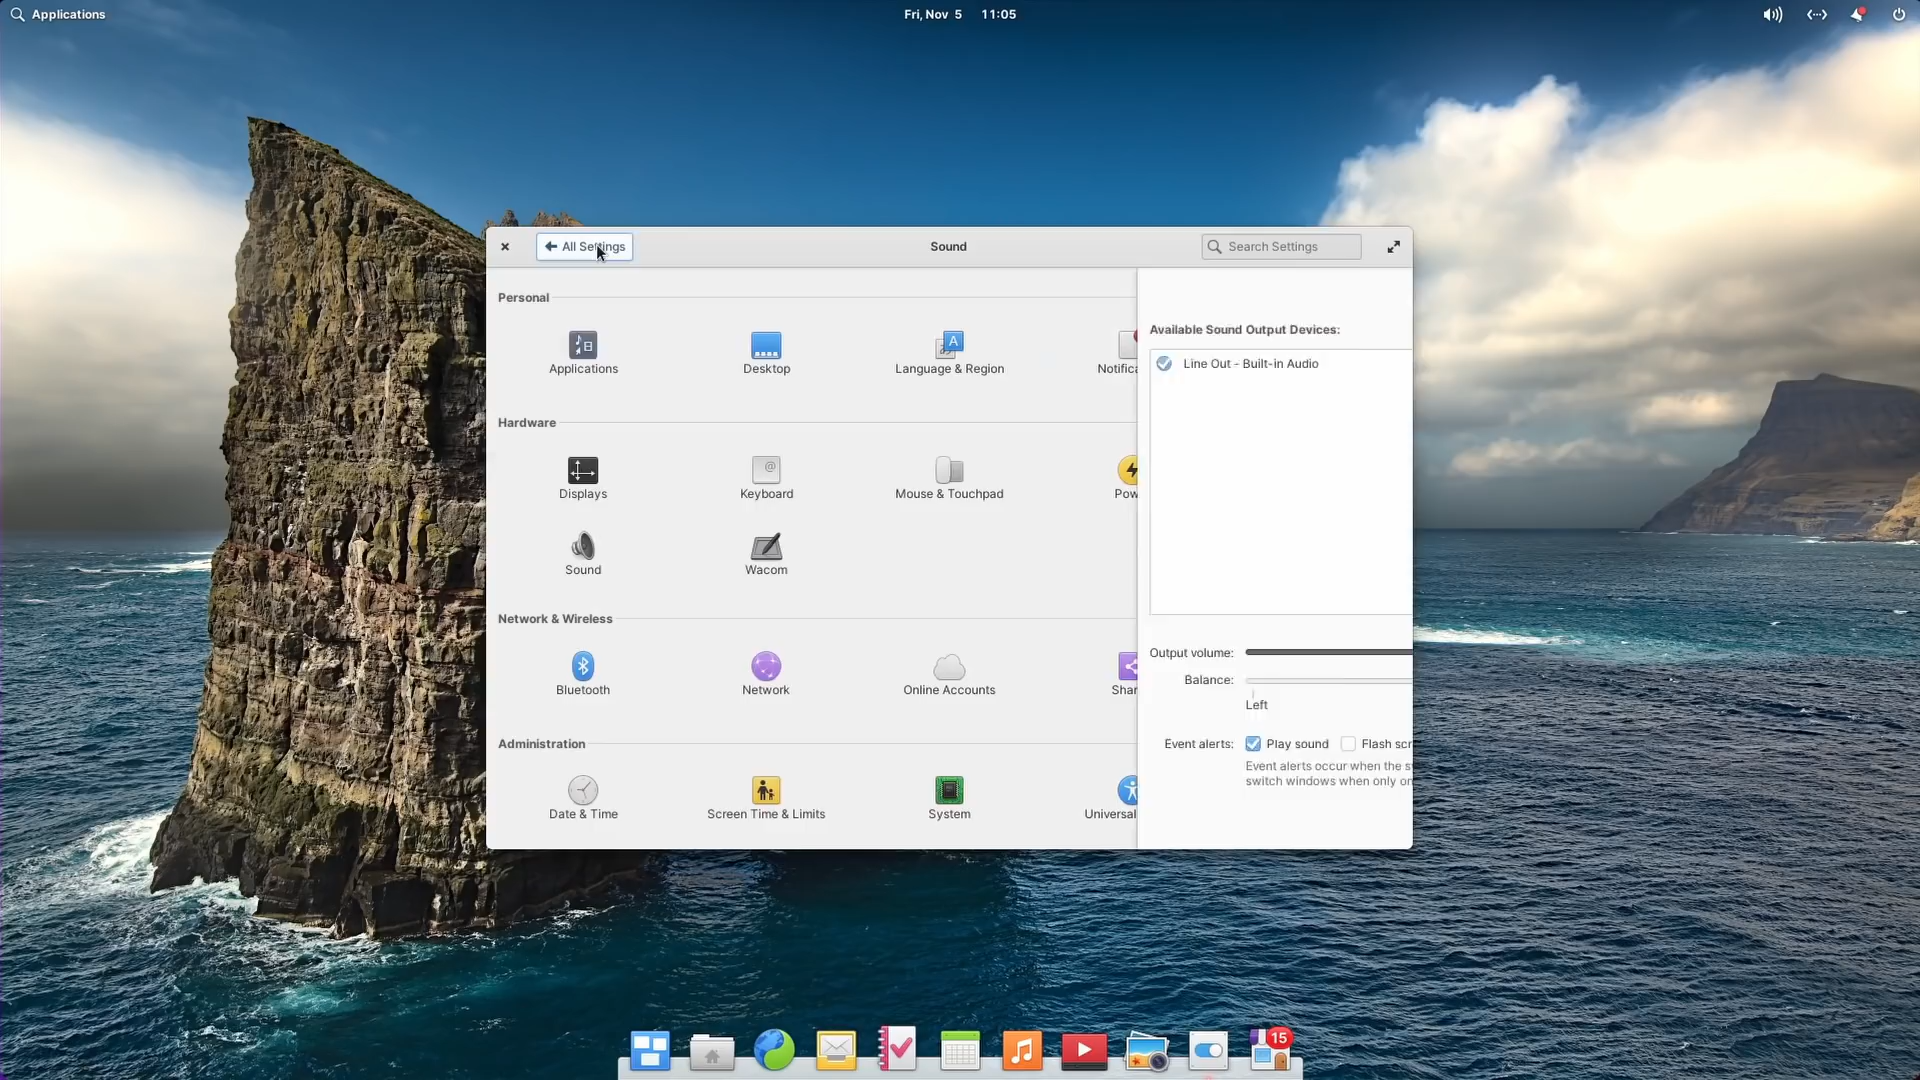 Applications
Fri, Nov 5 11:05
All Settings
Sound
Search Settings
Personal
Applications
Desktop
Language & Region
Notifica
Hardware
Displays
Keyboard
Mouse & Touchpad
Pow
Sound
Wacom
Network & Wireless
Bluetooth
Network
Online Accounts
Shar
Administration
Date & Time
Screen Time & Limits
System
Universal
Available Sound Output Devices:
Line Out - Built-in Audio
Output volume:
Balance:
Left
Event alerts: Play sound Flash scr
Event alerts occur when the s
switch windows when only on
15